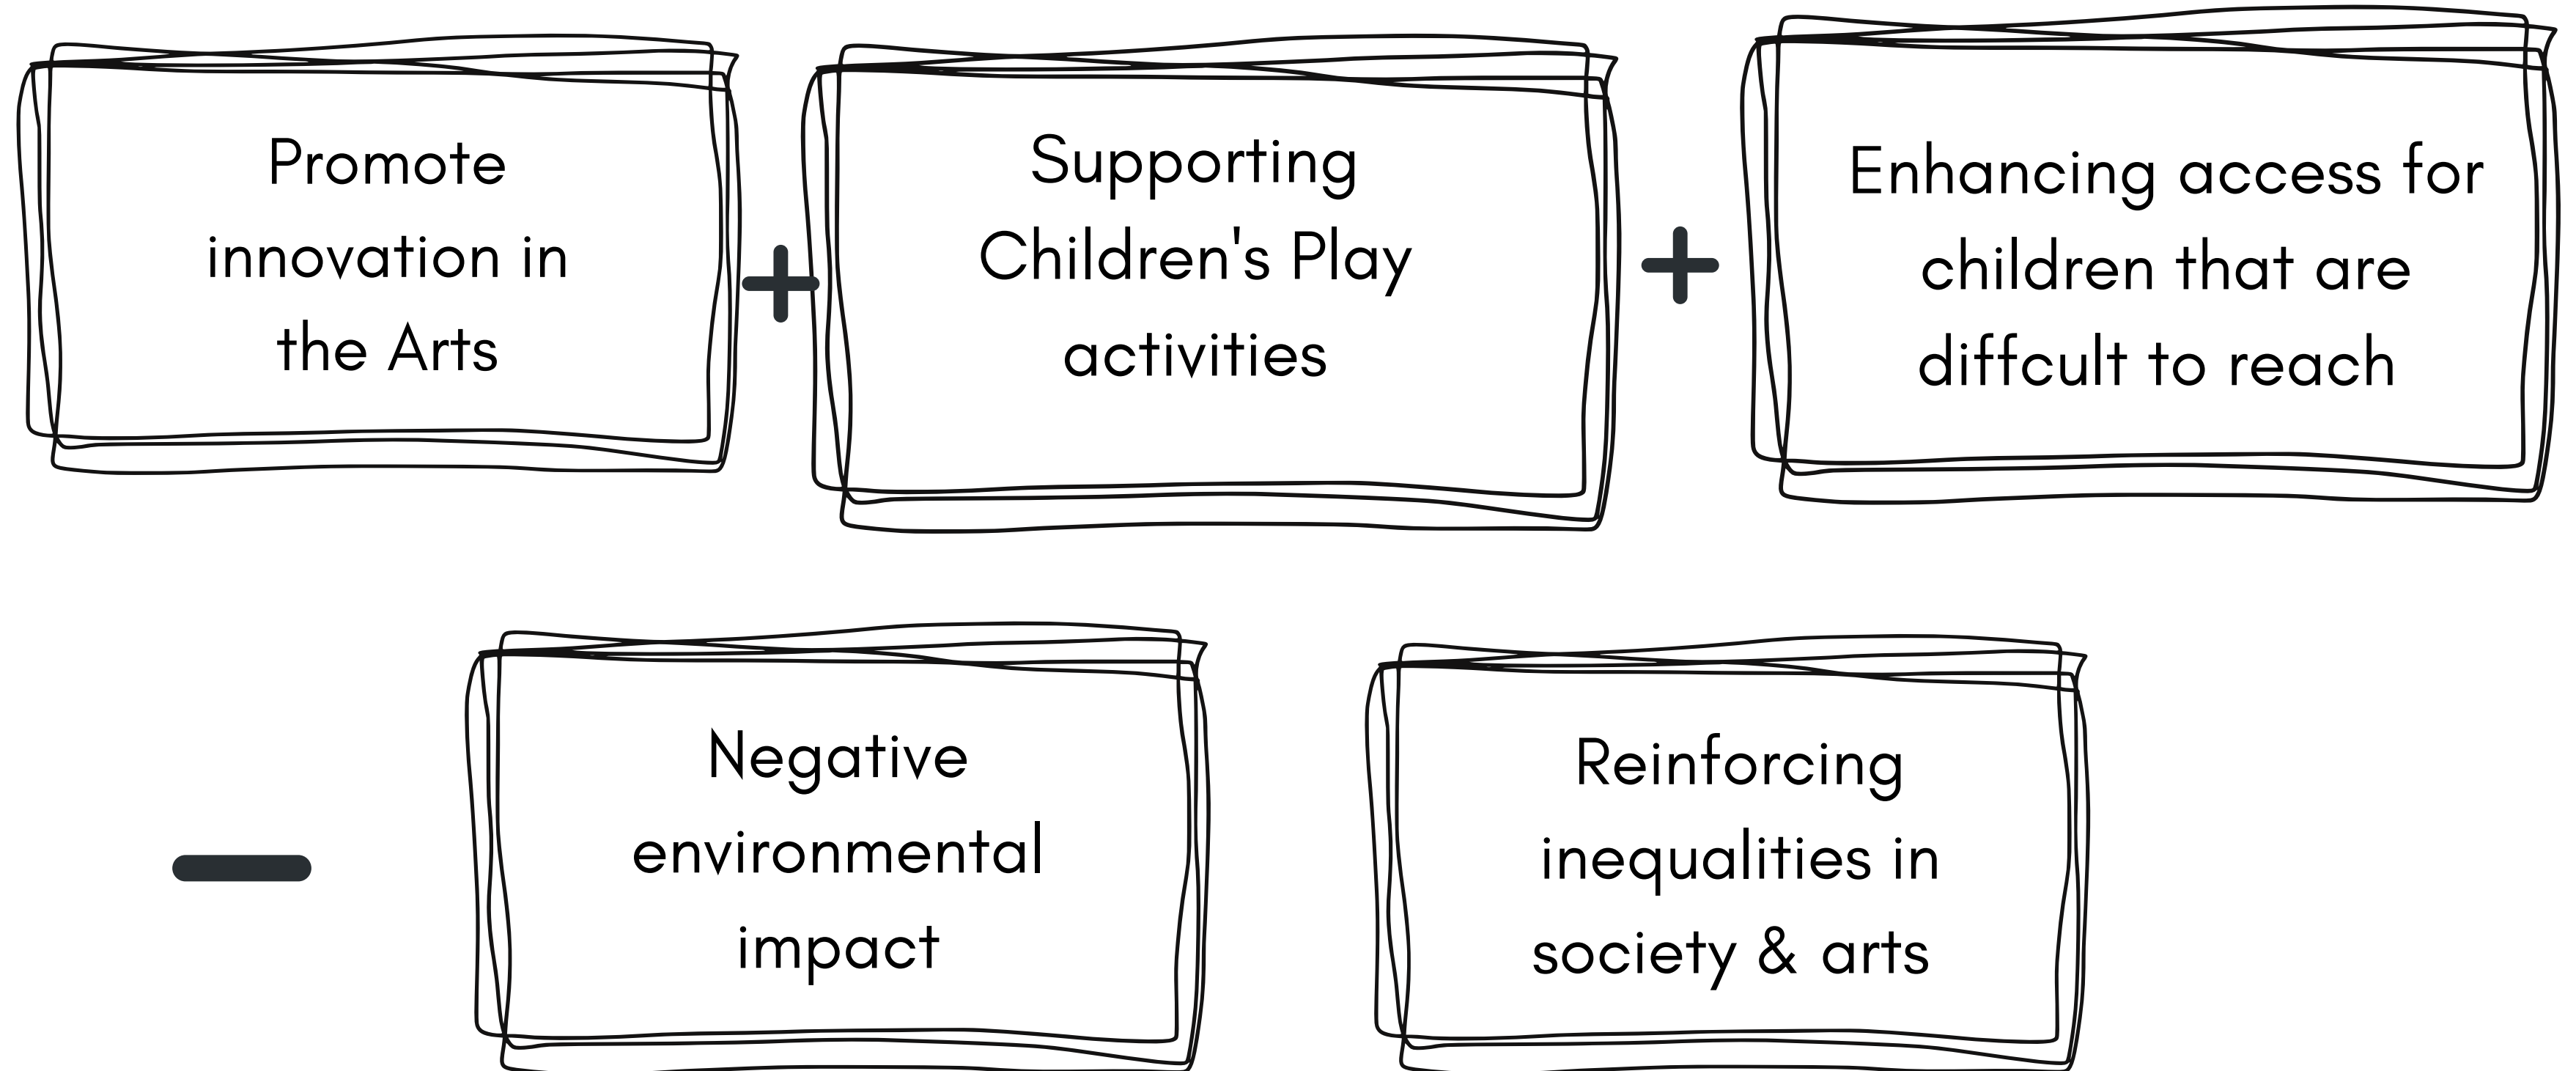 Promote
innovation in
the Arts
+
Supporting
Children's Play
activities
+
Enhancing access for
children that are
diffcult to reach
−
Negative
environmental
impact
Reinforcing
inequalities in
society & arts